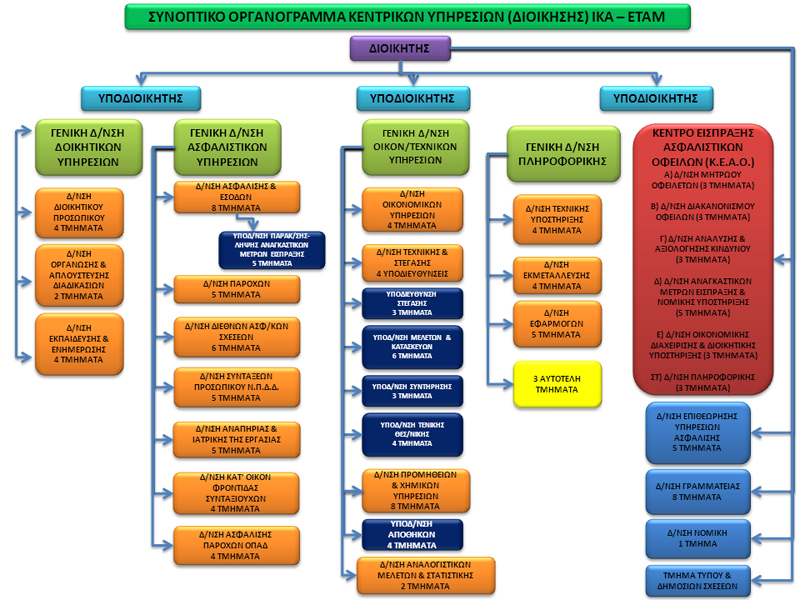 ΣΥΝΟΠΤΙΚΟ ΟΡΓΑΝΟΓΡΑΜΜΑ ΚΕΝΤΡΙΚΩΝ ΥΠΗΡΕΣΙΩΝ (ΔΙΟΙΚΗΣΗΣ) ΙΚΑ – ΕΤΑΜ
ΔΙΟΙΚΗΤΗΣ
ΥΠΟΔΙΟΙΚΗΤΗΣ
ΥΠΟΔΙΟΙΚΗΤΗΣ
ΥΠΟΔΙΟΙΚΗΤΗΣ
ΓΕΝΙΚΗ Δ/ΝΣΗ
ΔΙΟΙΚΗΤΙΚΩΝ
ΥΠΗΡΕΣΙΩΝ
Δ/ΝΣΗ
ΔΙΟΙΚΗΤΙΚΟΥ
ΠΡΟΣΩΠΙΚΟΥ
4 ΤΜΗΜΑΤΑ
Δ/ΝΣΗ
ΟΡΓΑΝΩΣΗΣ &
ΑΠΛΟΥΣΤΕΥΣΗΣ
ΔΙΑΔΙΚΑΣΙΩΝ
2 ΤΜΗΜΑΤΑ
Δ/ΝΣΗ
ΕΚΠΑΙΔΕΥΣΗΣ &
ΕΝΗΜΕΡΩΣΗΣ
4 ΤΜΗΜΑΤΑ
ΓΕΝΙΚΗ Δ/ΝΣΗ
ΑΣΦΑΛΙΣΤΙΚΩΝ
ΥΠΗΡΕΣΙΩΝ
Δ/ΝΣΗ ΑΣΦΑΛΙΣΗΣ &
ΕΣΟΔΩΝ
8 ΤΜΗΜΑΤΑ
ΥΠΟΔ/ΝΣΗ ΠΑΡΑΚ/ΣΗΣ-
ΛΗΨΗΣ ΑΝΑΓΚΑΣΤΙΚΩΝ
ΜΕΤΡΩΝ ΕΙΣΠΡΑΞΗΣ
5 ΤΜΗΜΑΤΑ
Δ/ΝΣΗ ΠΑΡΟΧΩΝ
5 ΤΜΗΜΑΤΑ
Δ/ΝΣΗ ΔΙΕΘΝΩΝ ΑΣΦ/ΚΩΝ
ΣΧΕΣΕΩΝ
6 ΤΜΗΜΑΤΑ
Δ/ΝΣΗ ΣΥΝΤΑΞΕΩΝ
ΠΡΟΣΩΠΙΚΟΥ Ν.Π.Δ.Δ.
5 ΤΜΗΜΑΤΑ
Δ/ΝΣΗ ΑΝΑΠΗΡΙΑΣ &
ΙΑΤΡΙΚΗΣ ΤΗΣ ΕΡΓΑΣΙΑΣ
5 ΤΜΗΜΑΤΑ
Δ/ΝΣΗ ΚΑΤ' ΟΙΚΟΝ
ΦΡΟΝΤΙΔΑΣ
ΣΥΝΤΑΞΙΟΥΧΩΝ
4 ΤΜΗΜΑΤΑ
Δ/ΝΣΗ ΑΣΦΑΛΙΣΗΣ
ΠΑΡΟΧΩΝ ΟΠΑΔ
4 ΤΜΗΜΑΤΑ
ΓΕΝΙΚΗ Δ/ΝΣΗ
ΟΙΚΟΝ/ΤΕΧΝΙΚΩΝ
ΥΠΗΡΕΣΙΩΝ
Δ/ΝΣΗ
ΟΙΚΟΝΟΜΙΚΩΝ
ΥΠΗΡΕΣΙΩΝ
4 ΤΜΗΜΑΤΑ
Δ/ΝΣΗ ΤΕΧΝΙΚΗΣ &
ΣΤΕΓΑΣΗΣ
4 ΥΠΟΔΙΕΥΘΥΝΣΕΙΣ
ΥΠΟΔΙΕΥΘΥΝΣΗ
ΣΤΕΓΑΣΗΣ
3 ΤΜΗΜΑΤΑ
ΥΠΟΔ/ΝΣΗ ΜΕΛΕΤΩΝ &
ΚΑΤΑΣΚΕΥΩΝ
6 ΤΜΗΜΑΤΑ
ΥΠΟΔ/ΝΣΗ ΣΥΝΤΗΡΗΣΗΣ
3 ΤΜΗΜΑΤΑ
ΥΠΟΔ/ΝΣΗ ΤΕΝΙΚΗΣ
ΘΕΣ/ΝΙΚΗΣ
4 ΤΜΗΜΑΤΑ
Δ/ΝΣΗ ΠΡΟΜΗΘΕΙΩΝ
& ΧΗΜΙΚΩΝ
ΥΠΗΡΕΣΙΩΝ
8 ΤΜΗΜΑΤΑ
ΥΠΟΔ/ΝΣΗ
ΑΠΟΘΗΚΩΝ
4 ΤΜΗΜΑΤΑ
Δ/ΝΣΗ ΑΝΑΛΟΓΙΣΤΙΚΩΝ
ΜΕΛΕΤΩΝ & ΣΤΑΤΙΣΤΙΚΗΣ
2 ΤΜΗΜΑΤΑ
ΓΕΝΙΚΗ Δ/ΝΣΗ
ΠΛΗΡΟΦΟΡΙΚΗΣ
Δ/ΝΣΗ ΤΕΧΝΙΚΗΣ
ΥΠΟΣΤΗΡΙΞΗΣ
4 ΤΜΗΜΑΤΑ
Δ/ΝΣΗ
ΕΚΜΕΤΑΛΛΕΥΣΗΣ
4 ΤΜΗΜΑΤΑ
Δ/ΝΣΗ
ΕΦΑΡΜΟΓΩΝ
5 ΤΜΗΜΑΤΑ
3 ΑΥΤΟΤΕΛΗ
ΤΜΗΜΑΤΑ
ΚΕΝΤΡΟ ΕΙΣΠΡΑΞΗΣ
ΑΣΦΑΛΙΣΤΙΚΩΝ
ΟΦΕΙΛΩΝ (Κ.Ε.Α.Ο.)
Α) Δ/ΝΣΗ ΜΗΤΡΩΟΥ
ΟΦΕΙΛΕΤΩΝ (3 ΤΜΗΜΑΤΑ)
Β) Δ/ΝΣΗ ΔΙΑΚΑΝΟΝΙΣΜΟΥ
ΟΦΕΙΛΩΝ (3 ΤΜΗΜΑΤΑ)
Γ) Δ/ΝΣΗ ΑΝΑΛΥΣΗΣ &
ΑΞΙΟΛΟΓΗΣΗΣ ΚΙΝΔΥΝΟΥ
(3 ΤΜΗΜΑΤΑ)
Δ) Δ/ΝΣΗ ΑΝΑΓΚΑΣΤΙΚΩΝ
ΜΕΤΡΩΝ ΕΙΣΠΡΑΞΗΣ &
ΝΟΜΙΚΗΣ ΥΠΟΣΤΗΡΙΞΗΣ
(5 ΤΜΗΜΑΤΑ)
Ε) Δ/ΝΣΗ ΟΙΚΟΝΟΜΙΚΗΣ
ΔΙΑΧΕΙΡΙΣΗΣ & ΔΙΟΙΚΗΤΙΚΗΣ
ΥΠΟΣΤΗΡΙΞΗΣ (3 ΤΜΗΜΑΤΑ)
ΣΤ) Δ/ΝΣΗ ΠΛΗΡΟΦΟΡΙΚΗΣ
(3 ΤΜΗΜΑΤΑ)
Δ/ΝΣΗ ΕΠΙΘΕΩΡΗΣΗΣ
ΥΠΗΡΕΣΙΩΝ
ΑΣΦΑΛΙΣΗΣ
5 ΤΜΗΜΑΤΑ
Δ/ΝΣΗ ΓΡΑΜΜΑΤΕΙΑΣ
8 ΤΜΗΜΑΤΑ
Δ/ΝΣΗ ΝΟΜΙΚΗ
1 ΤΜΗΜΑ
ΤΜΗΜΑ ΤΥΠΟΥ &
ΔΗΜΟΣΙΩΝ ΣΧΕΣΕΩΝ